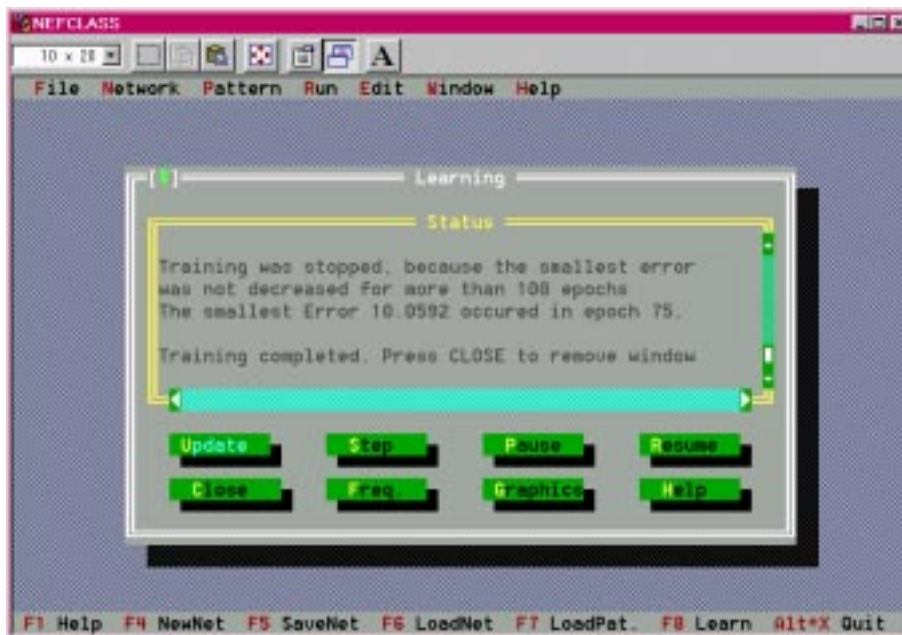 NEFCLASS
10 x 20
A
File Network Pattern Run Edit Window Help
Learning
Status
Training was stopped, because the smallest error
was not decreased for more than 100 epochs
The smallest Error 10.0592 occured in epoch 75.
Training completed. Press CLOSE to remove window
Update Step Pause Resume
Close Freq. Graphics Help
F1 Help F4 NewNet F5 SaveNet F6 LoadNet F7 LoadPat. F8 Learn Alt+X Quit